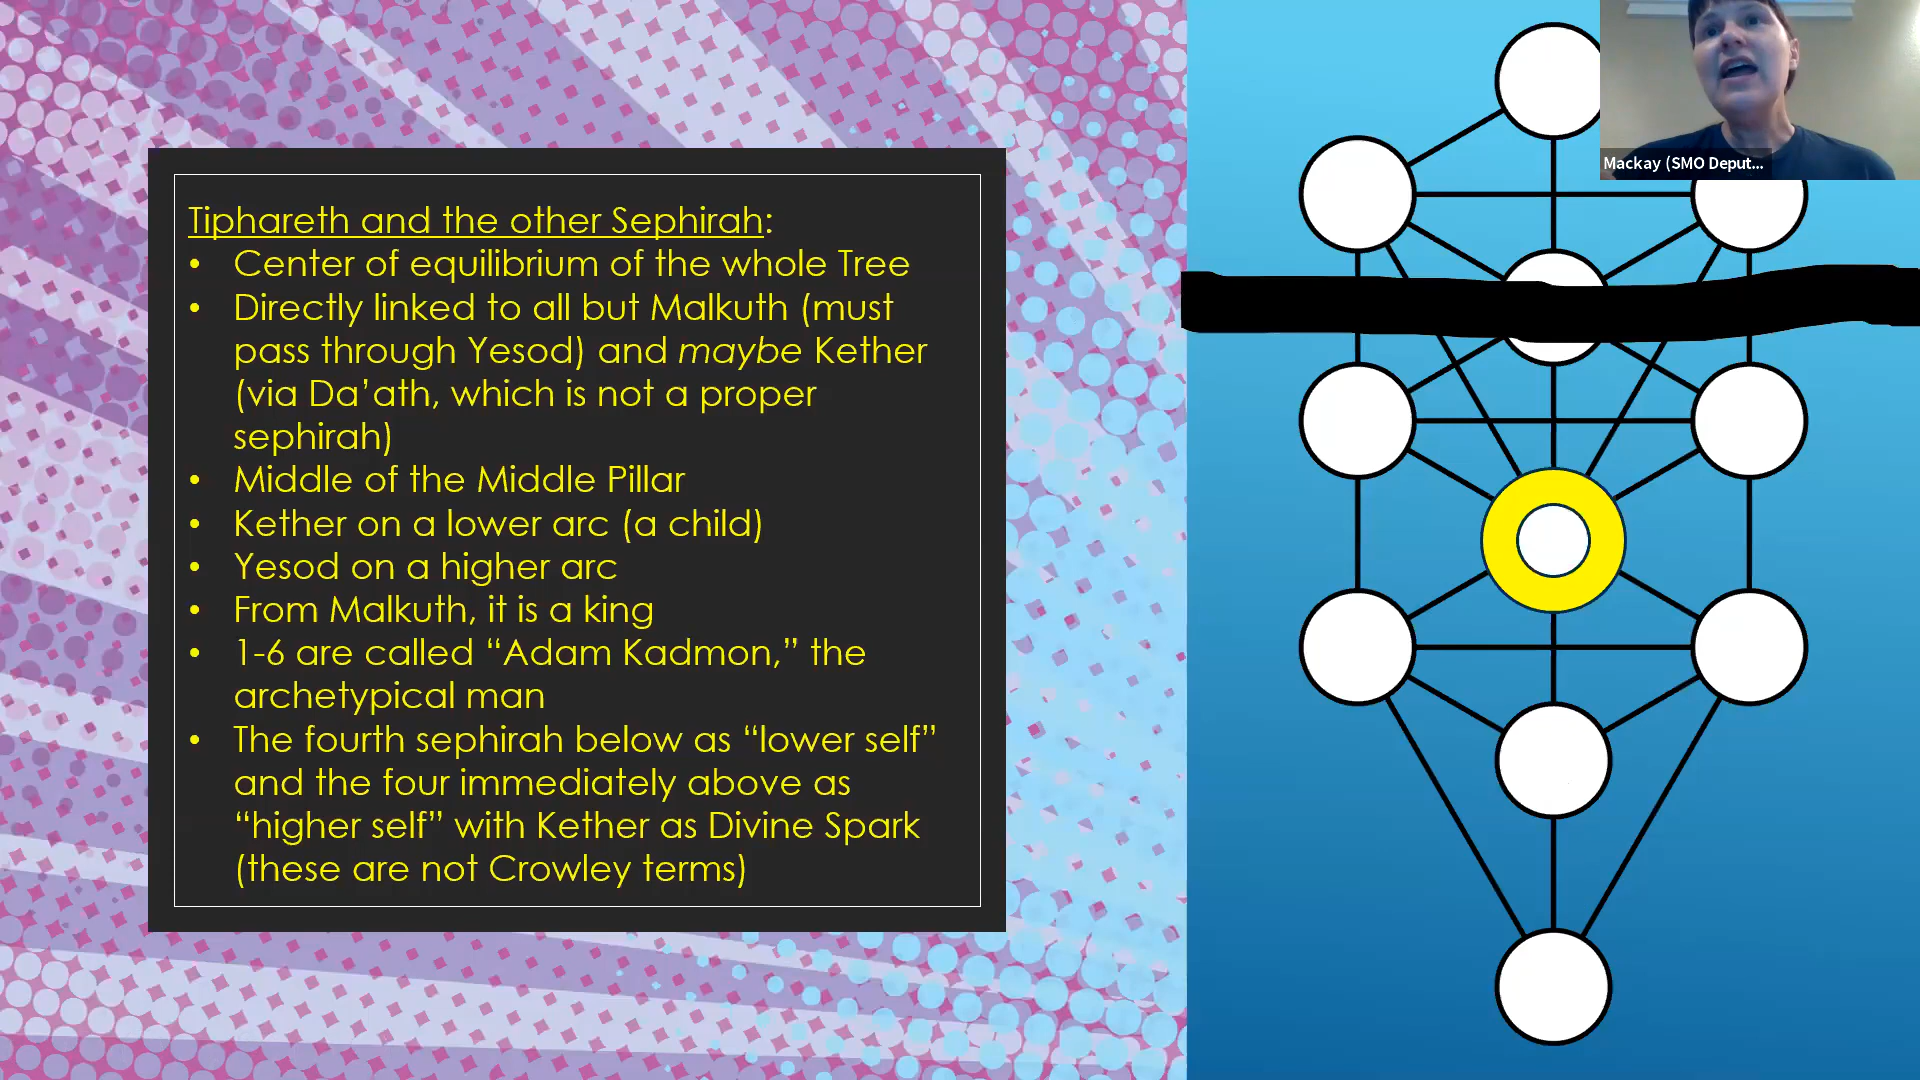 Tiphareth and the other Sephirah:
• Center of equilibrium of the whole Tree
• Directly linked to all but Malkuth (must
pass through Yesod) and maybe Kether
(via Da’ath, which is not a proper
sephirah)
• Middle of the Middle Pillar
• Kether on a lower arc (a child)
• Yesod on a higher arc
• From Malkuth, it is a king
• 1-6 are called “Adam Kadmon,” the
archetypical man
• The fourth sephirah below as “lower self”
and the four immediately above as
“higher self” with Kether as Divine Spark
(these are not Crowley terms)
Mackay (SMO Deput...